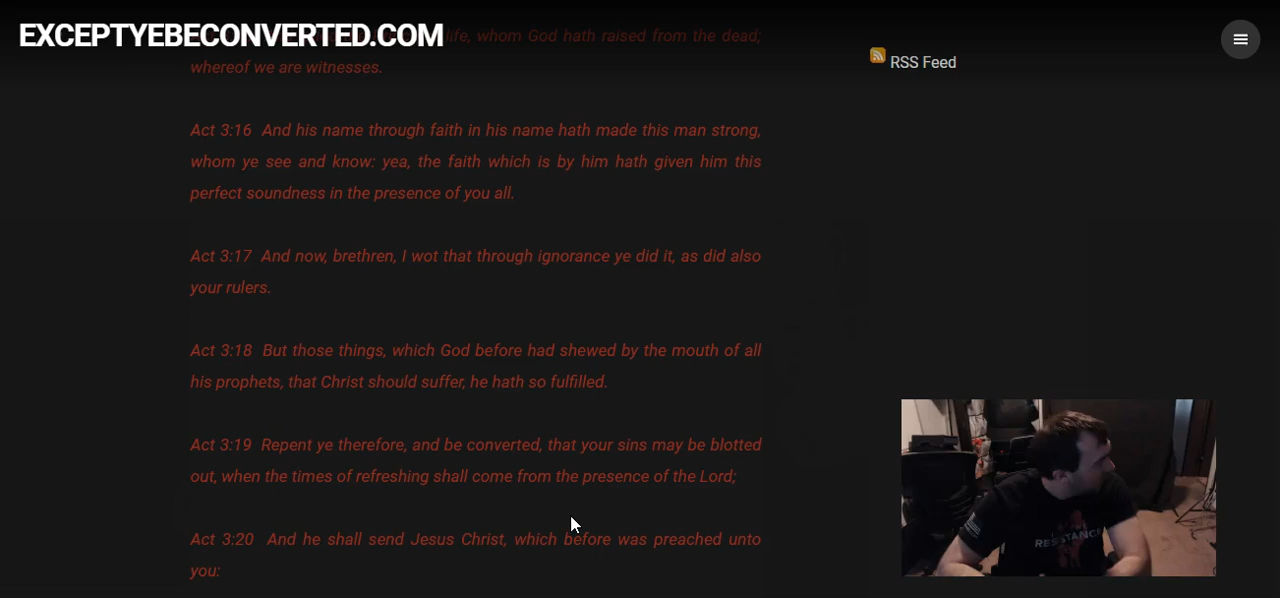 EXCEPTYEBECONVERTED.COM
life, whom God hath raised from the dead;
whereof we are witnesses.
RSS Feed
Act 3:16 And his name through faith in his name hath made this man strong,
whom ye see and know: yea, the faith which is by him hath given him this
perfect soundness in the presence of you all.
Act 3:17 And now, brethren, I wot that through ignorance ye did it, as did also
your rulers.
Act 3:18 But those things, which God before had shewed by the mouth of all
his prophets, that Christ should suffer, he hath so fulfilled.
Act 3:19 Repent ye therefore, and be converted, that your sins may be blotted
out, when the times of refreshing shall come from the presence of the Lord;
Act 3:20 And he shall send Jesus Christ, which before was preached unto
you:
RESISTANCE